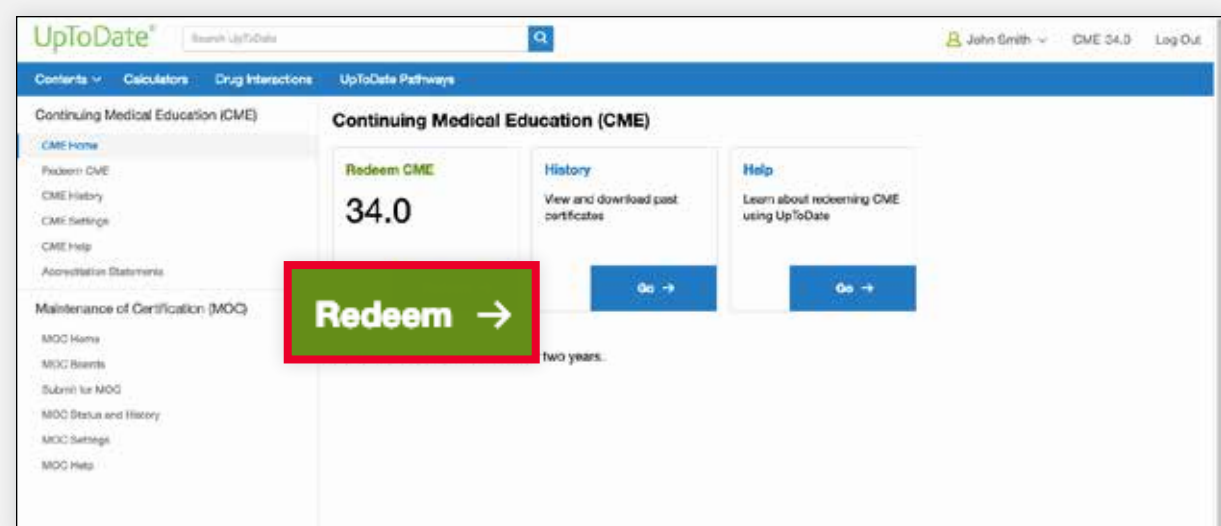 UpToDate®
Search UpToDate
John Smith
CME 34.0
Log Out
Contents
Calculators
Drug Interactions
UpToDate Pathways
Continuing Medical Education (CME)
CME Home
Redeem CME
CME History
CME Settings
CME Help
Accreditation Statements
Maintenance of Certification (MOC)
MOC Home
MOC Boards
Submit for MOC
MOC Status and History
MOC Settings
MOC Help
Continuing Medical Education (CME)
Redeem CME
34.0
Redeem →
History
View and download past
certificates
Go →
Help
Learn about redeeming CME
using UpToDate
Go →
two years.